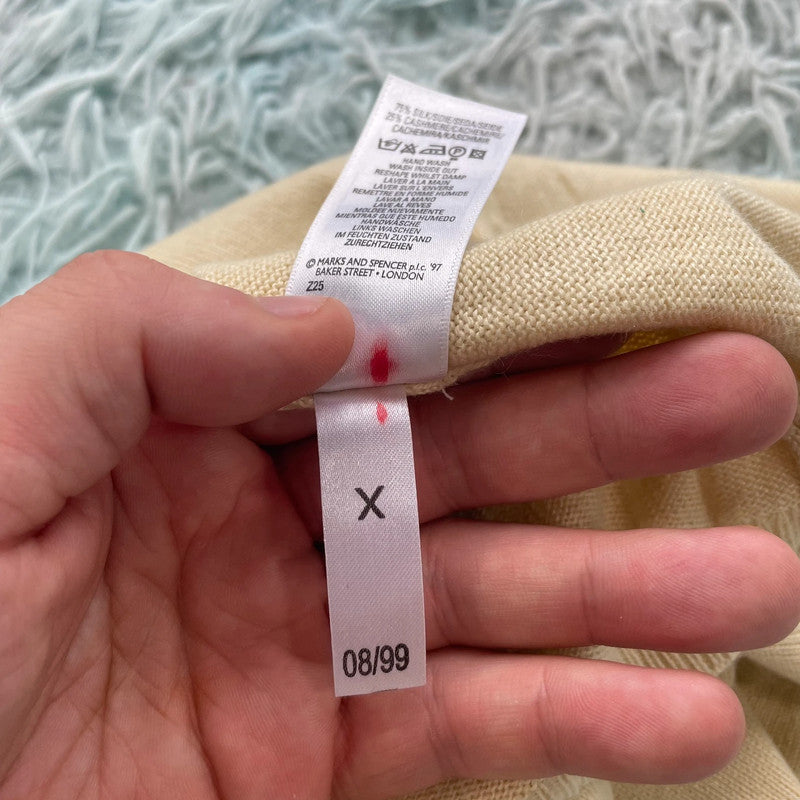 75% SILK/SOIE/SEDA/SEIDE
25% CASHMERE/CACHEMIRE/
CACHEMIRA/KASCHMIR
HAND WASH
WASH INSIDE OUT
RESHAPE WHILST DAMP
LAVER A LA MAIN
LAVER SUR L'ENVERS
REMETTRE EN FORME HUMIDE
LAVAR A MANO
LAVE AL REVES
MOLDEE NUEVAMENTE
MIENTRAS QUE ESTE HUMEDO
HANDWÄSCHE
LINKS WASCHEN
IM FEUCHTEN ZUSTAND
ZURECHTZIEHEN
© MARKS AND SPENCER p.l.c. '97
BAKER STREET • LONDON
Z25
X
08/99